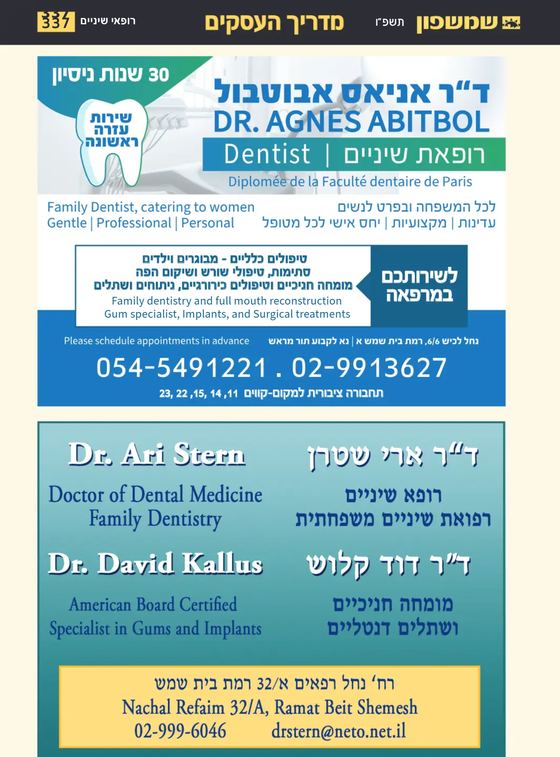 שמשפון תשפ"ו
מדריך העסקים
רופאי שיניים 337
30 שנות ניסיון
שירות
עזרה
ראשונה
ד"ר אניאס אבוטבול
DR. AGNES ABITBOL
Dentist | רופאת שיניים
Diplomée de la Faculté dentaire de Paris
לכל המשפחה ובפרט לנשים
עדינות | מקצועיות | יחס אישי לכל מטופל
Family Dentist, catering to women
Gentle | Professional | Personal
לשירותכם
במרפאה
טיפולים כלליים - מבוגרים וילדים
סתימות, טיפולי שורש ושיקום הפה
מומחה חניכיים וטיפולים כירורגיים, ניתוחים ושתלים
Family dentistry and full mouth reconstruction
Gum specialist, Implants, and Surgical treatments
נחל לכיש 6/6, רמת בית שמש א | נא לקבוע תור מראש
Please schedule appointments in advance
054-5491221 . 02-9913627
תחבורה ציבורית למקום-קווים 11, 14, 15, 22, 23
Dr. Ari Stern
Doctor of Dental Medicine
Family Dentistry
ד"ר ארי שטרן
רופא שיניים
רפואת שיניים משפחתית
Dr. David Kallus
American Board Certified
Specialist in Gums and Implants
ד"ר דוד קלוש
מומחה חניכיים
ושתלים דנטליים
רח' נחל רפאים 32/א רמת בית שמש
Nachal Refaim 32/A, Ramat Beit Shemesh
02-999-6046 drstern@neto.net.il